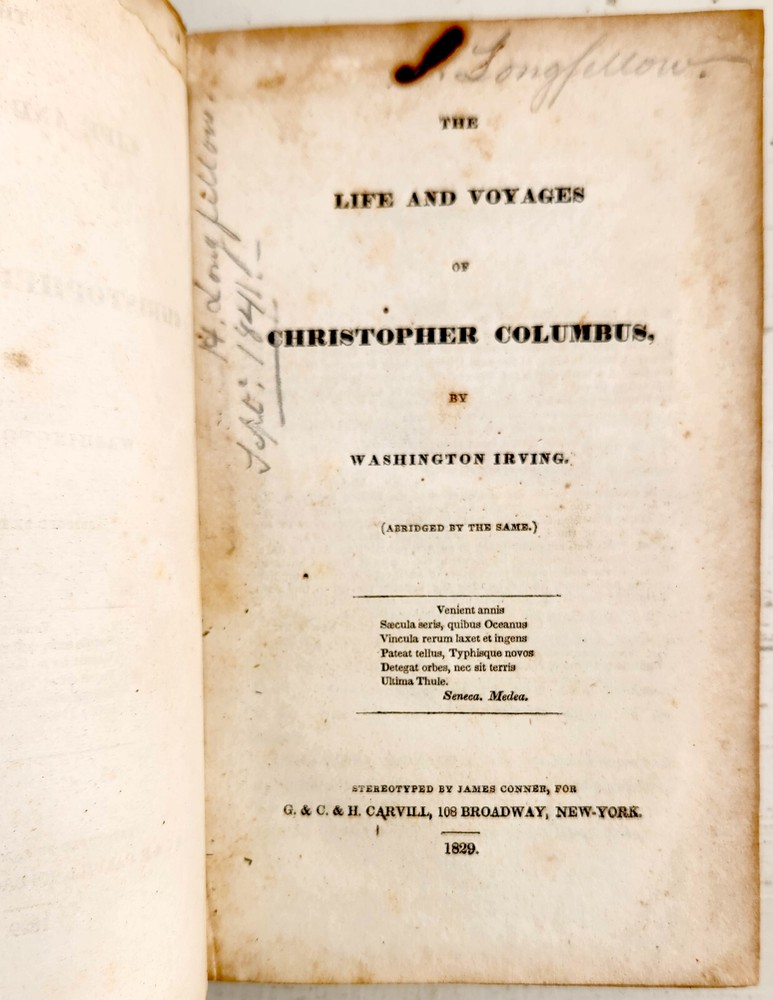 Longfellow.
H. Longfellow.
Sept: 1841.
THE
LIFE AND VOYAGES
OF
CHRISTOPHER COLUMBUS,
BY
WASHINGTON IRVING.
(ABRIDGED BY THE SAME.)
Venient annis
Sæcula seris, quibus Oceanus
Vincula rerum laxet et ingens
Pateat tellus, Typhisque novos
Detegat orbes, nec sit terris
Ultima Thule.
Seneca. Medea.
STEREOTYPED BY JAMES CONNER, FOR
G. & C. & H. CARVILL, 108 BROADWAY, NEW-YORK.
1829.